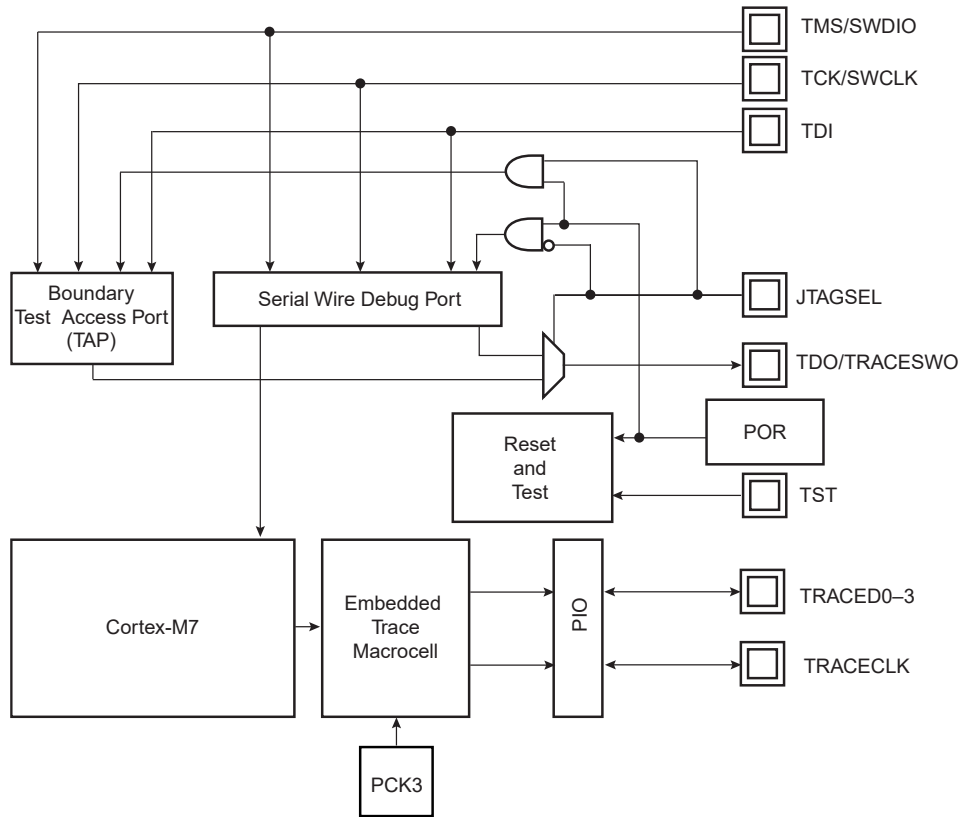 TMS/SWDIO
TCK/SWCLK
TDI
Boundary
Test Access Port
(TAP)
Serial Wire Debug Port
JTAGSEL
TDO/TRACESWO
POR
Reset
and
Test
TST
Cortex-M7
Embedded
Trace
Macrocell
PIO
TRACED0–3
TRACECLK
PCK3